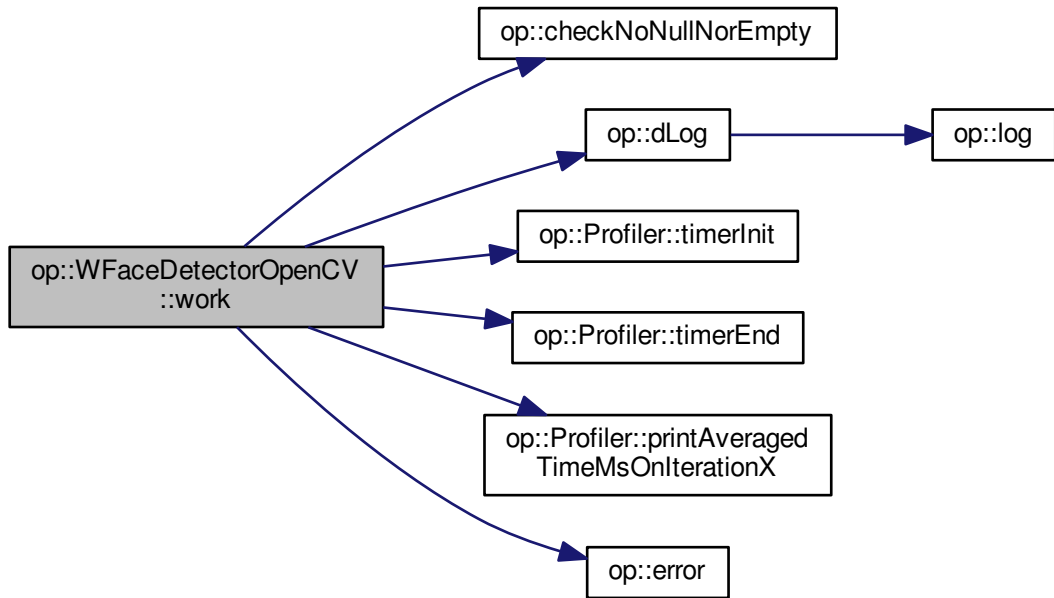 op::checkNoNullNorEmpty
op::dLog
op::log
op::Profiler::timerInit
op::WFaceDetectorOpenCV
::work
op::Profiler::timerEnd
op::Profiler::printAveraged
TimeMsOnIterationX
op::error